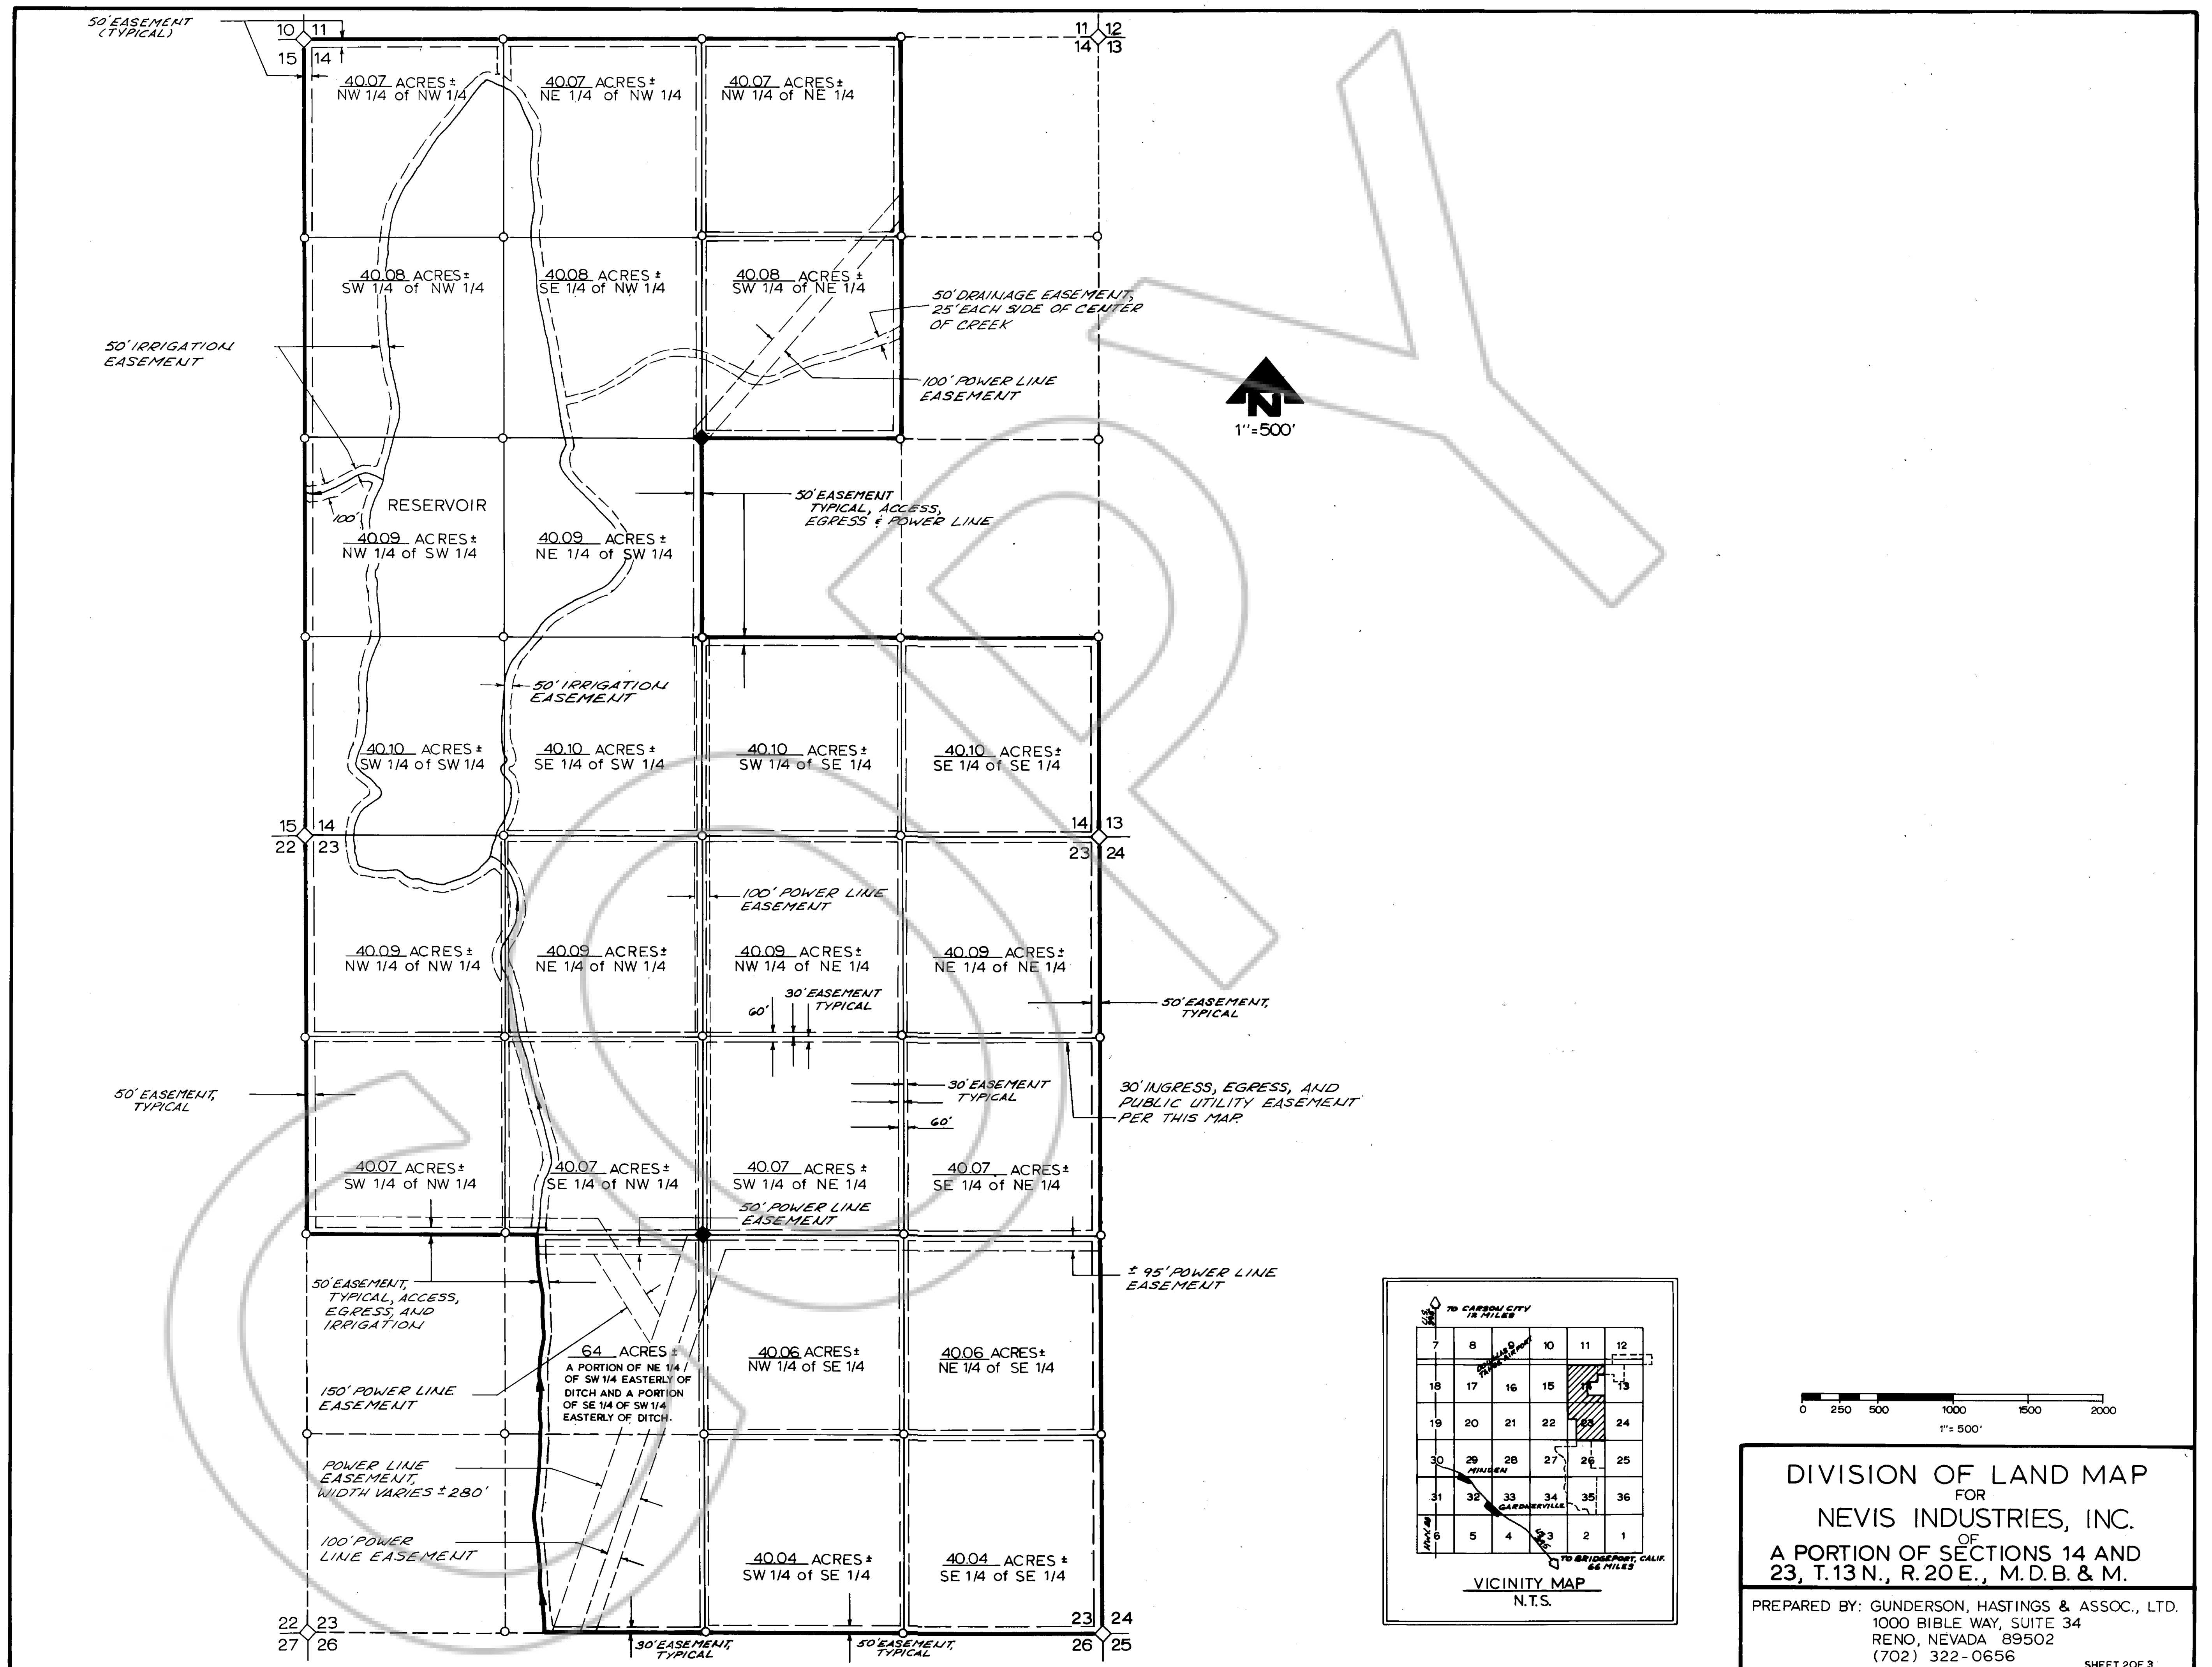 50' EASEMENT
(TYPICAL)
10 11
15 14
11 12
14 13
40.07 ACRES±
NW 1/4 of NW 1/4
40.07 ACRES±
NE 1/4 of NW 1/4
40.07 ACRES±
NW 1/4 of NE 1/4
40.08 ACRES±
SW 1/4 of NW 1/4
40.08 ACRES ±
SE 1/4 of NW 1/4
40.08 ACRES ±
SW 1/4 of NE 1/4
50' DRAINAGE EASEMENT,
25' EACH SIDE OF CENTER
OF CREEK
50' IRRIGATION
EASEMENT
100' POWER LINE
EASEMENT
N
1"=500'
RESERVOIR
100'
50' EASEMENT
TYPICAL, ACCESS,
EGRESS & POWER LINE
40.09 ACRES±
NW 1/4 of SW 1/4
40.09 ACRES±
NE 1/4 of SW 1/4
50' IRRIGATION
EASEMENT
40.10 ACRES±
SW 1/4 of SW 1/4
40.10 ACRES ±
SE 1/4 of SW 1/4
40.10 ACRES±
SW 1/4 of SE 1/4
40.10 ACRES±
SE 1/4 of SE 1/4
15 14
22 23
14 13
23 24
100' POWER LINE
EASEMENT
40.09 ACRES±
NW 1/4 of NW 1/4
40.09 ACRES±
NE 1/4 of NW 1/4
40.09 ACRES±
NW 1/4 of NE 1/4
40.09 ACRES±
NE 1/4 of NE 1/4
60'
30' EASEMENT
TYPICAL
50' EASEMENT,
TYPICAL
50' EASEMENT,
TYPICAL
30' EASEMENT
TYPICAL
60'
30' INGRESS, EGRESS, AND
PUBLIC UTILITY EASEMENT
PER THIS MAP.
40.07 ACRES±
SW 1/4 of NW 1/4
40.07 ACRES ±
SE 1/4 of NW 1/4
40.07 ACRES ±
SW 1/4 of NE 1/4
40.07 ACRES±
SE 1/4 of NE 1/4
50' POWER LINE
EASEMENT
50' EASEMENT,
TYPICAL, ACCESS,
EGRESS, AND
IRRIGATION
± 95' POWER LINE
EASEMENT
64 ACRES±
A PORTION OF NE 1/4
OF SW 1/4 EASTERLY OF
DITCH AND A PORTION
OF SE 1/4 OF SW 1/4
EASTERLY OF DITCH.
40.06 ACRES±
NW 1/4 of SE 1/4
40.06 ACRES±
NE 1/4 of SE 1/4
150' POWER LINE
EASEMENT
POWER LINE
EASEMENT,
WIDTH VARIES ±280'
100' POWER
LINE EASEMENT
40.04 ACRES±
SW 1/4 of SE 1/4
40.04 ACRES ±
SE 1/4 of SE 1/4
22 23
27 26
30' EASEMENT,
TYPICAL
50' EASEMENT,
TYPICAL
23 24
26 25
COPY
U.S. 395
TO CARSON CITY
12 MILES
7 8 9 10 11 12
DOUGLAS
TAHOE AIRPORT
18 17 16 15 14 13
19 20 21 22 23 24
30 29 28 27 26 25
MINDEN
31 32 33 34 35 36
GARDNERVILLE
6 5 4 3 2 1
HWY 88
U.S. 395
TO BRIDGEPORT, CALIF.
66 MILES
VICINITY MAP
N.T.S.
0 250 500 1000 1500 2000
1"= 500'
DIVISION OF LAND MAP
FOR
NEVIS INDUSTRIES, INC.
OF
A PORTION OF SECTIONS 14 AND
23, T.13 N., R. 20 E., M.D.B. & M.
PREPARED BY: GUNDERSON, HASTINGS & ASSOC., LTD.
1000 BIBLE WAY, SUITE 34
RENO, NEVADA 89502
(702) 322-0656
SHEET 2 OF 3